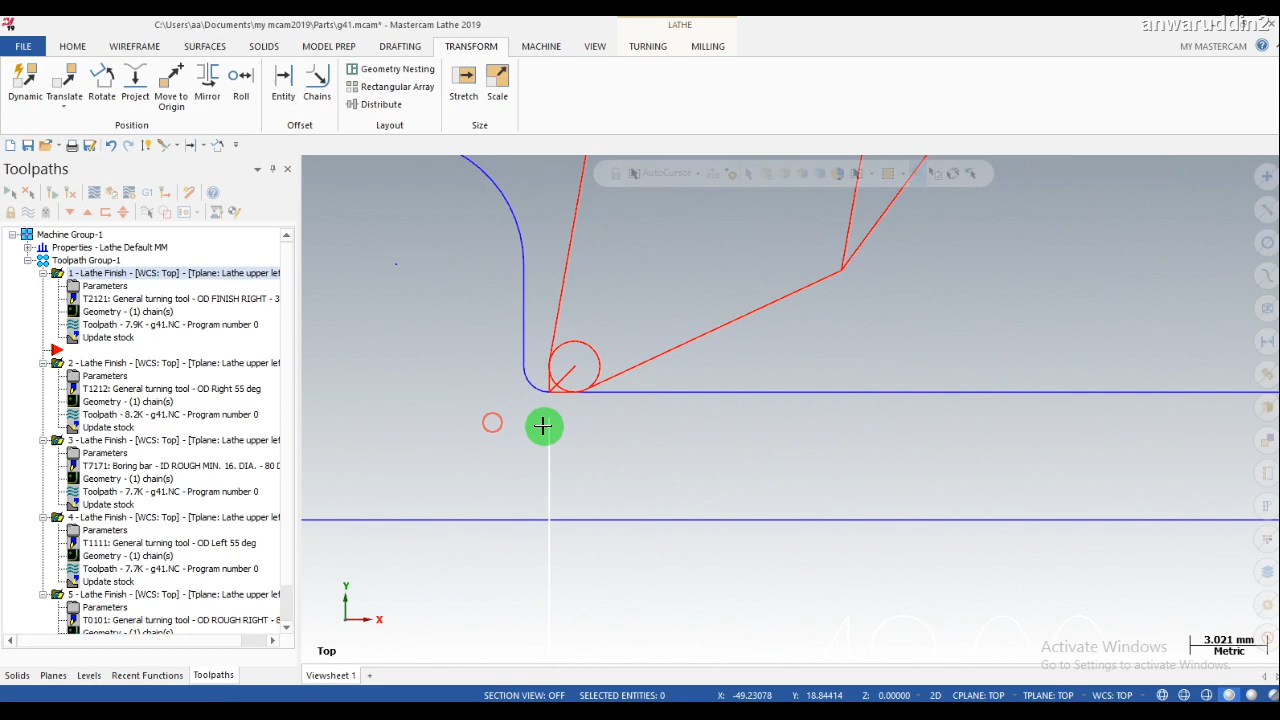 C:\Users\aa\Documents\my mcam2019\Parts\g41.mcam* - Mastercam Lathe 2019
LATHE
anwaruddin2
FILE HOME WIREFRAME SURFACES SOLIDS MODEL PREP DRAFTING TRANSFORM MACHINE VIEW TURNING MILLING MY MASTERCAM
Dynamic Translate Rotate Project Move to Origin Mirror Roll
Position
Entity Chains
Offset
Geometry Nesting
Rectangular Array
Distribute
Layout
Stretch Scale
Size
Toolpaths
G1
AutoCursor
Machine Group-1
Properties - Lathe Default MM
Toolpath Group-1
1 - Lathe Finish - [WCS: Top] - [Tplane: Lathe upper lef
Parameters
T2121: General turning tool - OD FINISH RIGHT - 3
Geometry - (1) chain(s)
Toolpath - 7.9K - g41.NC - Program number 0
Update stock
2 - Lathe Finish - [WCS: Top] - [Tplane: Lathe upper lef
Parameters
T1212: General turning tool - OD Right 55 deg
Geometry - (1) chain(s)
Toolpath - 8.2K - g41.NC - Program number 0
Update stock
3 - Lathe Finish - [WCS: Top] - [Tplane: Lathe upper lef
Parameters
T7171: Boring bar - ID ROUGH MIN. 16. DIA. - 80 D
Geometry - (1) chain(s)
Toolpath - 7.7K - g41.NC - Program number 0
Update stock
4 - Lathe Finish - [WCS: Top] - [Tplane: Lathe upper lef
Parameters
T1111: General turning tool - OD Left 55 deg
Geometry - (1) chain(s)
Toolpath - 7.7K - g41.NC - Program number 0
Update stock
5 - Lathe Finish - [WCS: Top] - [Tplane: Lathe upper lef
Parameters
T0101: General turning tool - OD ROUGH RIGHT - 8
Geometry - (1) chain(s)
Y
X
Top
3.021 mm
Metric
Activate Windows
Go to Settings to activate Windows.
Solids Planes Levels Recent Functions Toolpaths
Viewsheet 1 +
SECTION VIEW: OFF SELECTED ENTITIES: 0 X: -49.23078 Y: 18.84414 Z: 0.00000 2D CPLANE: TOP TPLANE: TOP WCS: TOP